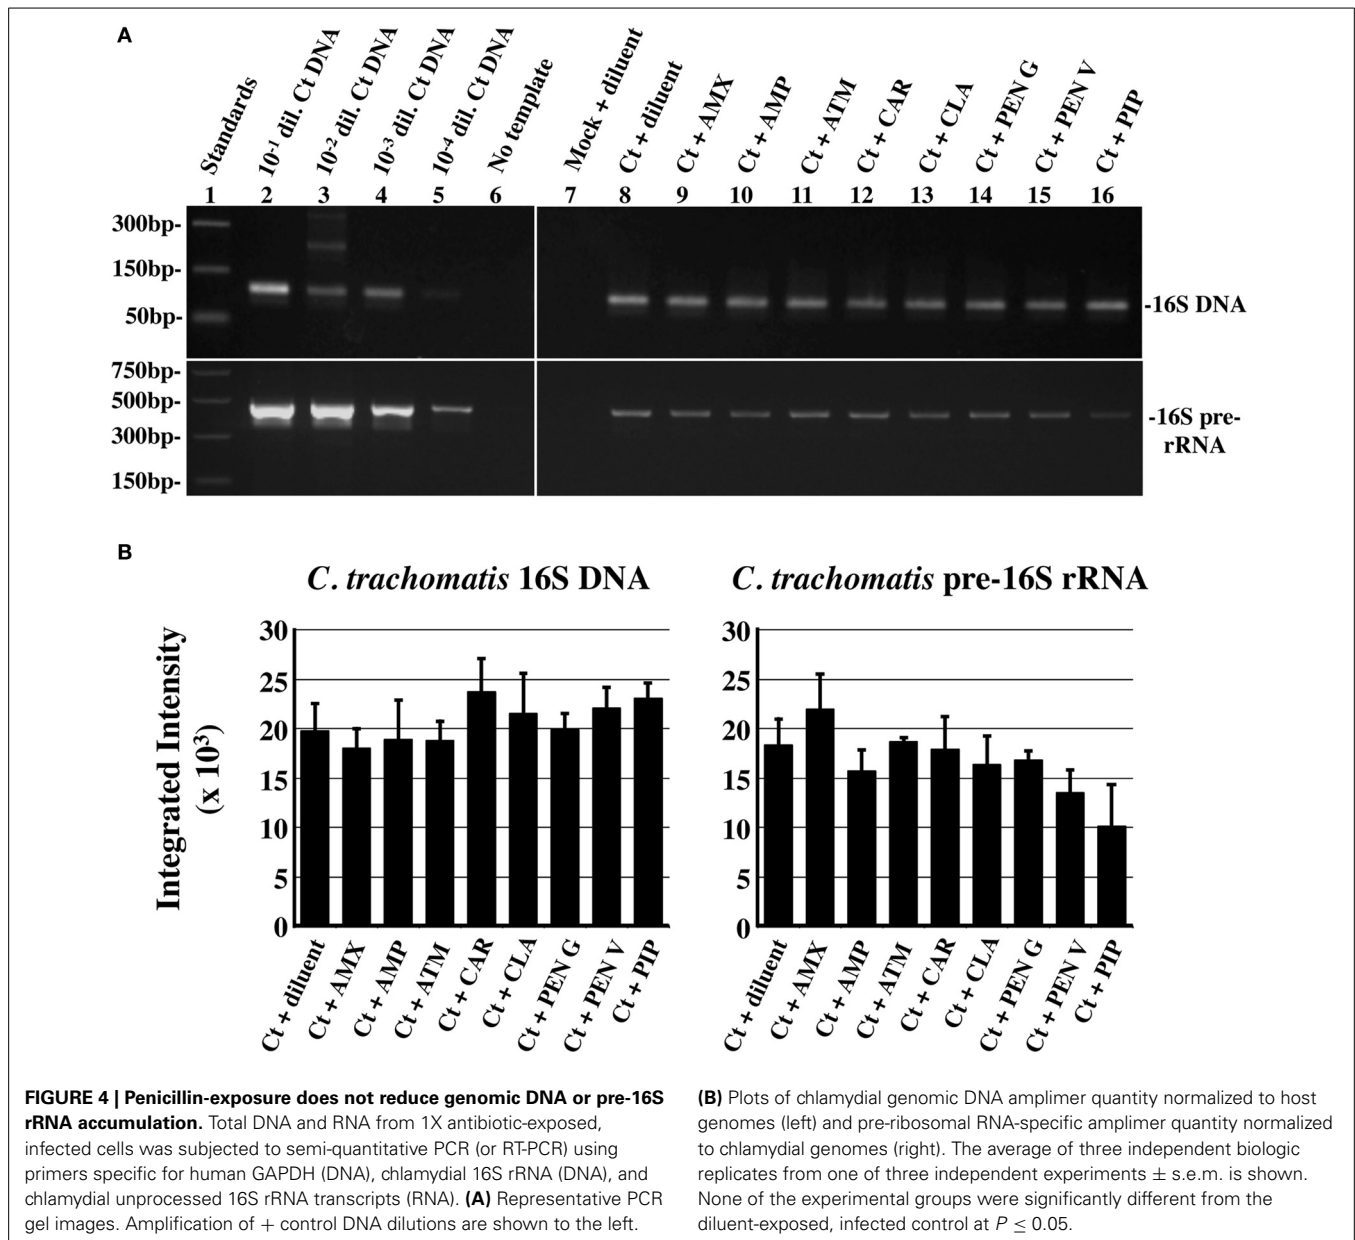 A
Standards
10-1 dil. Ct DNA
10-2 dil. Ct DNA
10-3 dil. Ct DNA
10-4 dil. Ct DNA
No template
Mock + diluent
Ct + diluent
Ct + AMX
Ct + AMP
Ct + ATM
Ct + CAR
Ct + CLA
Ct + PEN G
Ct + PEN V
Ct + PIP
1 2 3 4 5 6 7 8 9 10 11 12 13 14 15 16
300bp-
150bp-
50bp-
-16S DNA
750bp-
500bp-
300bp-
150bp-
-16S pre-
rRNA
B
C. trachomatis 16S DNA
Integrated Intensity
(x 10³)
30
25
20
15
10
5
0
Ct + diluent
Ct + AMX
Ct + AMP
Ct + ATM
Ct + CAR
Ct + CLA
Ct + PEN G
Ct + PEN V
Ct + PIP
C. trachomatis pre-16S rRNA
30
25
20
15
10
5
0
Ct + diluent
Ct + AMX
Ct + AMP
Ct + ATM
Ct + CAR
Ct + CLA
Ct + PEN G
Ct + PEN V
Ct + PIP
FIGURE 4 | Penicillin-exposure does not reduce genomic DNA or pre-16S
rRNA accumulation. Total DNA and RNA from 1X antibiotic-exposed,
infected cells was subjected to semi-quantitative PCR (or RT-PCR) using
primers specific for human GAPDH (DNA), chlamydial 16S rRNA (DNA), and
chlamydial unprocessed 16S rRNA transcripts (RNA). (A) Representative PCR
gel images. Amplification of + control DNA dilutions are shown to the left.
(B) Plots of chlamydial genomic DNA amplimer quantity normalized to host
genomes (left) and pre-ribosomal RNA-specific amplimer quantity normalized
to chlamydial genomes (right). The average of three independent biologic
replicates from one of three independent experiments ± s.e.m. is shown.
None of the experimental groups were significantly different from the
diluent-exposed, infected control at P ≤ 0.05.